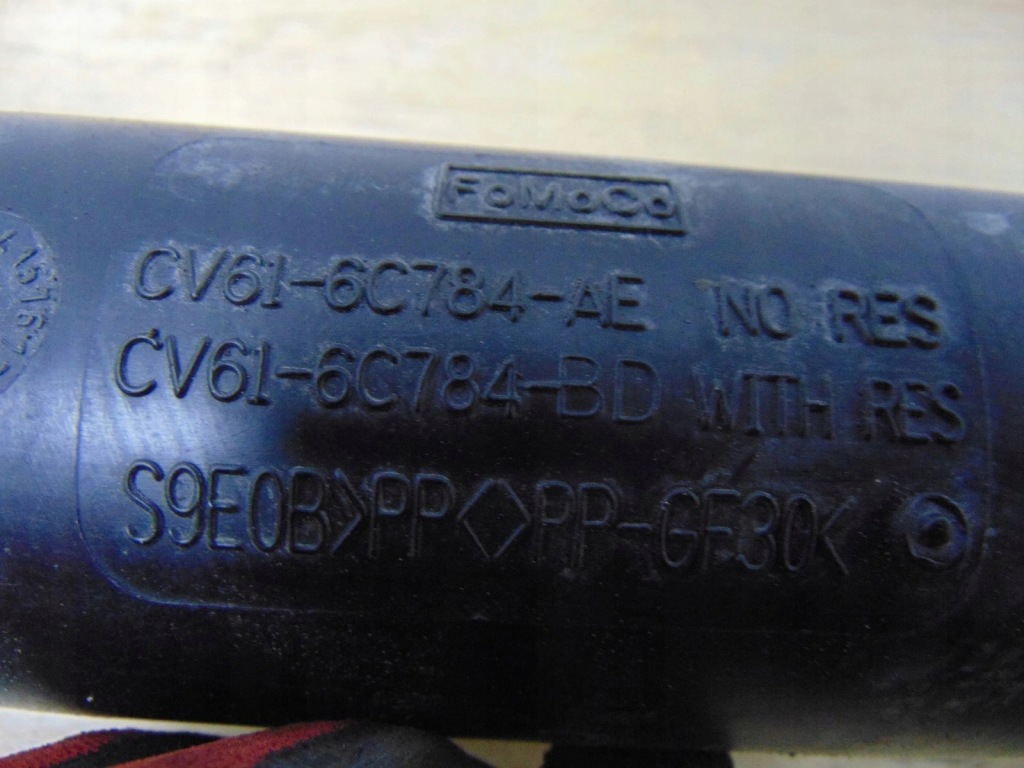 FoMoCo
CV61-6C784-AE NO RES
CV61-6C784-BD WITH RES
S9E0B>PP<>PP-GF30<